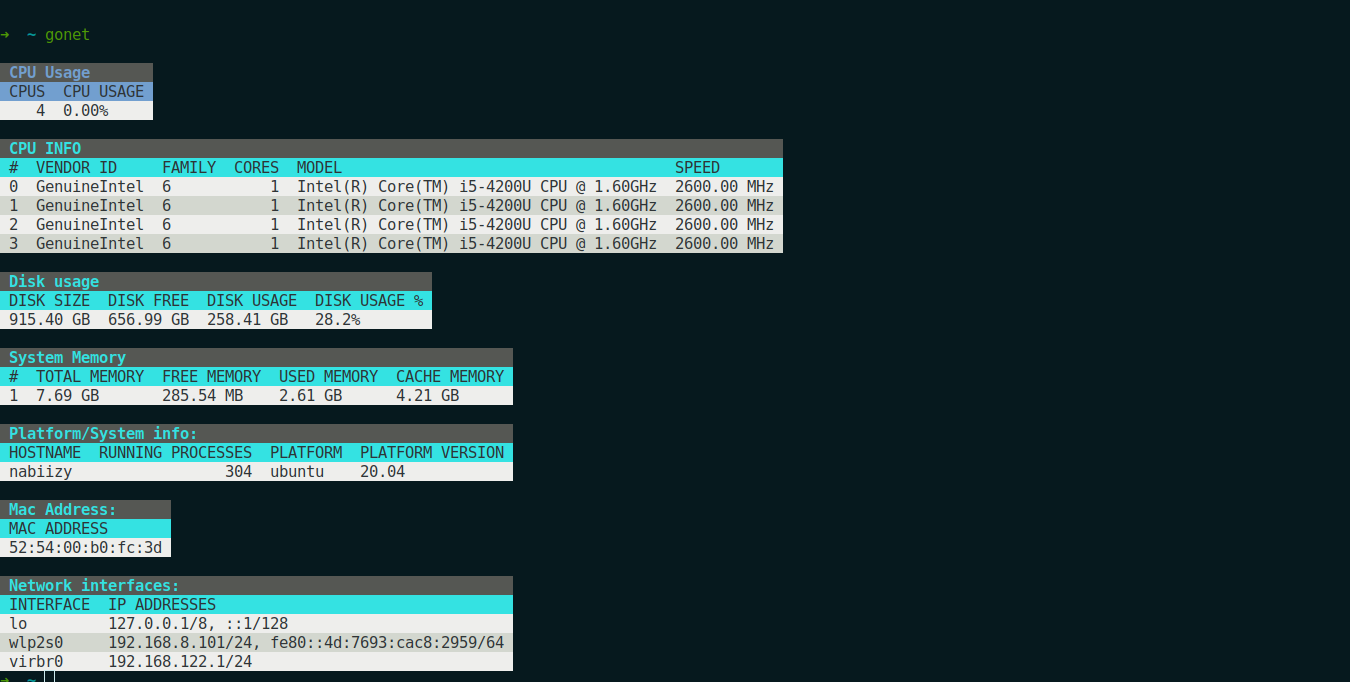 ➜  ~ gonet
CPU Usage
CPUS  CPU USAGE
4  0.00%
CPU INFO
#  VENDOR ID     FAMILY  CORES  MODEL                                     SPEED
0  GenuineIntel  6           1  Intel(R) Core(TM) i5-4200U CPU @ 1.60GHz  2600.00 MHz
1  GenuineIntel  6           1  Intel(R) Core(TM) i5-4200U CPU @ 1.60GHz  2600.00 MHz
2  GenuineIntel  6           1  Intel(R) Core(TM) i5-4200U CPU @ 1.60GHz  2600.00 MHz
3  GenuineIntel  6           1  Intel(R) Core(TM) i5-4200U CPU @ 1.60GHz  2600.00 MHz
Disk usage
DISK SIZE  DISK FREE  DISK USAGE  DISK USAGE %
915.40 GB  656.99 GB  258.41 GB   28.2%
System Memory
#  TOTAL MEMORY  FREE MEMORY  USED MEMORY  CACHE MEMORY
1  7.69 GB       285.54 MB    2.61 GB      4.21 GB
Platform/System info:
HOSTNAME  RUNNING PROCESSES  PLATFORM  PLATFORM VERSION
nabiizy                 304  ubuntu    20.04
Mac Address:
MAC ADDRESS
52:54:00:b0:fc:3d
Network interfaces:
INTERFACE  IP ADDRESSES
lo         127.0.0.1/8, ::1/128
wlp2s0     192.168.8.101/24, fe80::4d:7693:cac8:2959/64
virbr0     192.168.122.1/24
➜  ~